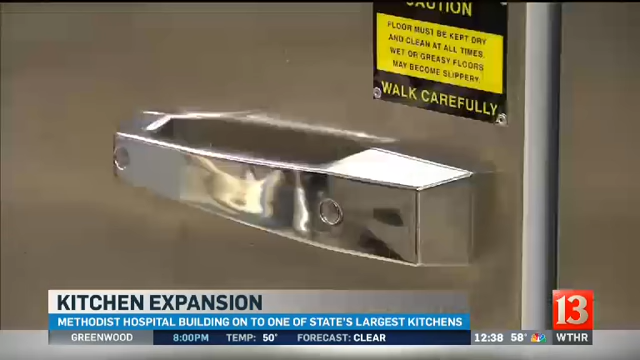 CAUTION
FLOOR MUST BE KEPT DRY
AND CLEAN AT ALL TIMES.
WET OR GREASY FLOORS
MAY BECOME SLIPPERY.
WALK CAREFULLY
KITCHEN EXPANSION
METHODIST HOSPITAL BUILDING ON TO ONE OF STATE'S LARGEST KITCHENS
13
GREENWOOD 8:00PM TEMP: 50° FORECAST: CLEAR 12:38 58° WTHR